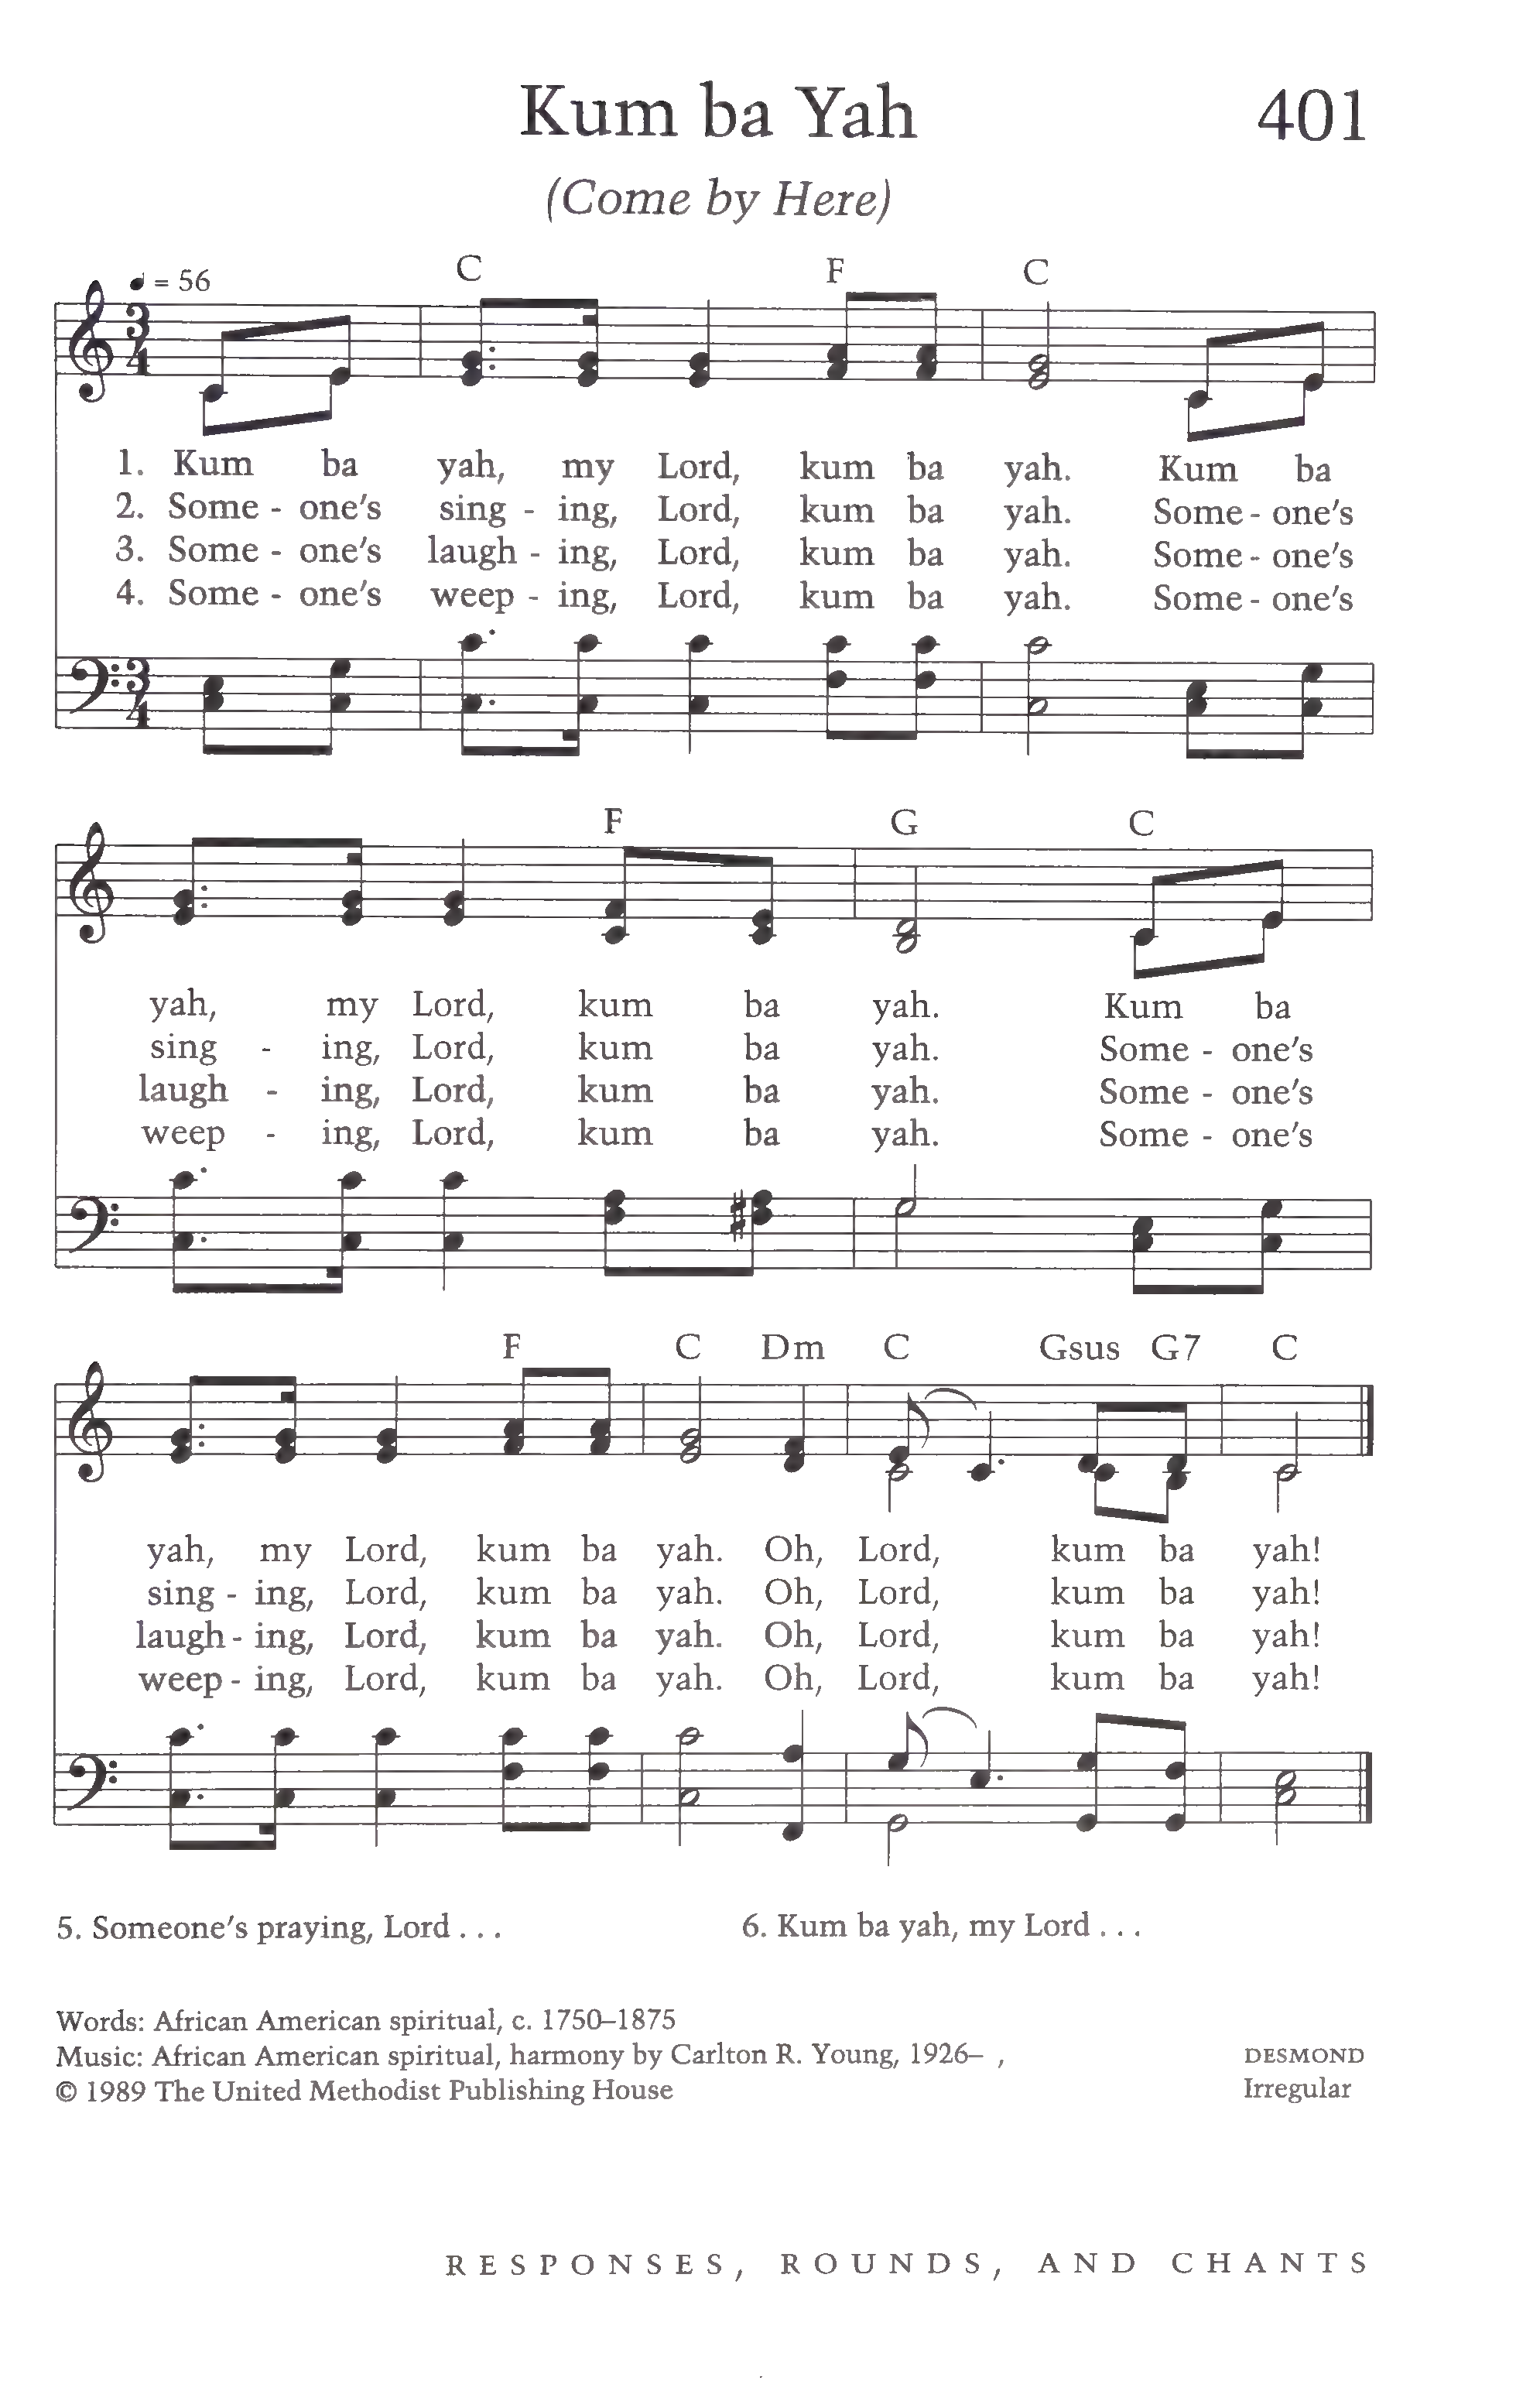 Kum ba Yah 401
(Come by Here)
♩ = 56 C F C
3/4
1. Kum ba yah, my Lord, kum ba yah. Kum ba
2. Some - one's sing - ing, Lord, kum ba yah. Some - one's
3. Some - one's laugh - ing, Lord, kum ba yah. Some - one's
4. Some - one's weep - ing, Lord, kum ba yah. Some - one's
3/4
F G C
yah, my Lord, kum ba yah. Kum ba
sing - ing, Lord, kum ba yah. Some - one's
laugh - ing, Lord, kum ba yah. Some - one's
weep - ing, Lord, kum ba yah. Some - one's
F C Dm C Gsus G7 C
yah, my Lord, kum ba yah. Oh, Lord, kum ba yah!
sing - ing, Lord, kum ba yah. Oh, Lord, kum ba yah!
laugh - ing, Lord, kum ba yah. Oh, Lord, kum ba yah!
weep - ing, Lord, kum ba yah. Oh, Lord, kum ba yah!
5. Someone's praying, Lord . . . 6. Kum ba yah, my Lord . . .
Words: African American spiritual, c. 1750–1875
Music: African American spiritual, harmony by Carlton R. Young, 1926– , DESMOND
© 1989 The United Methodist Publishing House Irregular
RESPONSES, ROUNDS, AND CHANTS